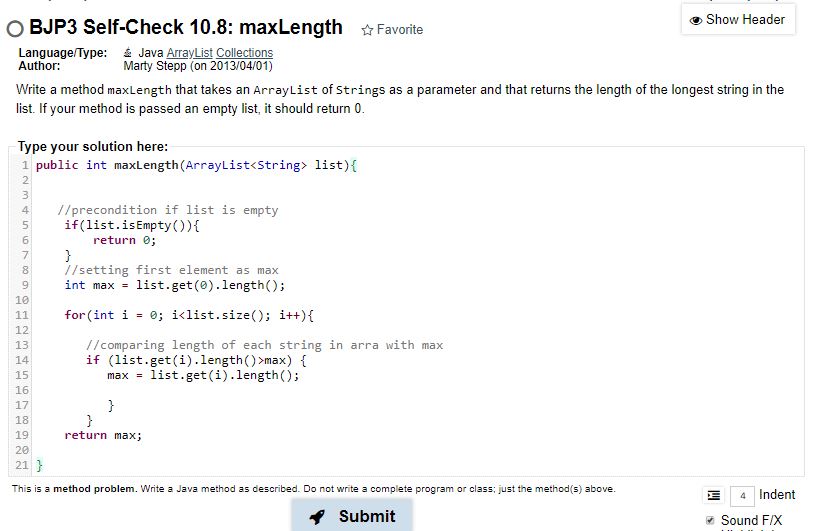 Show Header
BJP3 Self-Check 10.8: maxLength Favorite
Language/Type: Java ArrayList Collections
Author: Marty Stepp (on 2013/04/01)
Write a method maxLength that takes an ArrayList of Strings as a parameter and that returns the length of the longest string in the
list. If your method is passed an empty list, it should return 0.
Type your solution here:
1 public int maxLength(ArrayList<String> list){
2
3
4 //precondition if list is empty
5 if(list.isEmpty()){
6 return 0;
7 }
8 //setting first element as max
9 int max = list.get(0).length();
10
11 for(int i = 0; i<list.size(); i++){
12
13 //comparing length of each string in arra with max
14 if (list.get(i).length()>max) {
15 max = list.get(i).length();
16
17 }
18 }
19 return max;
20
21 }
This is a method problem. Write a Java method as described. Do not write a complete program or class; just the method(s) above.
4 Indent
Submit
Sound F/X